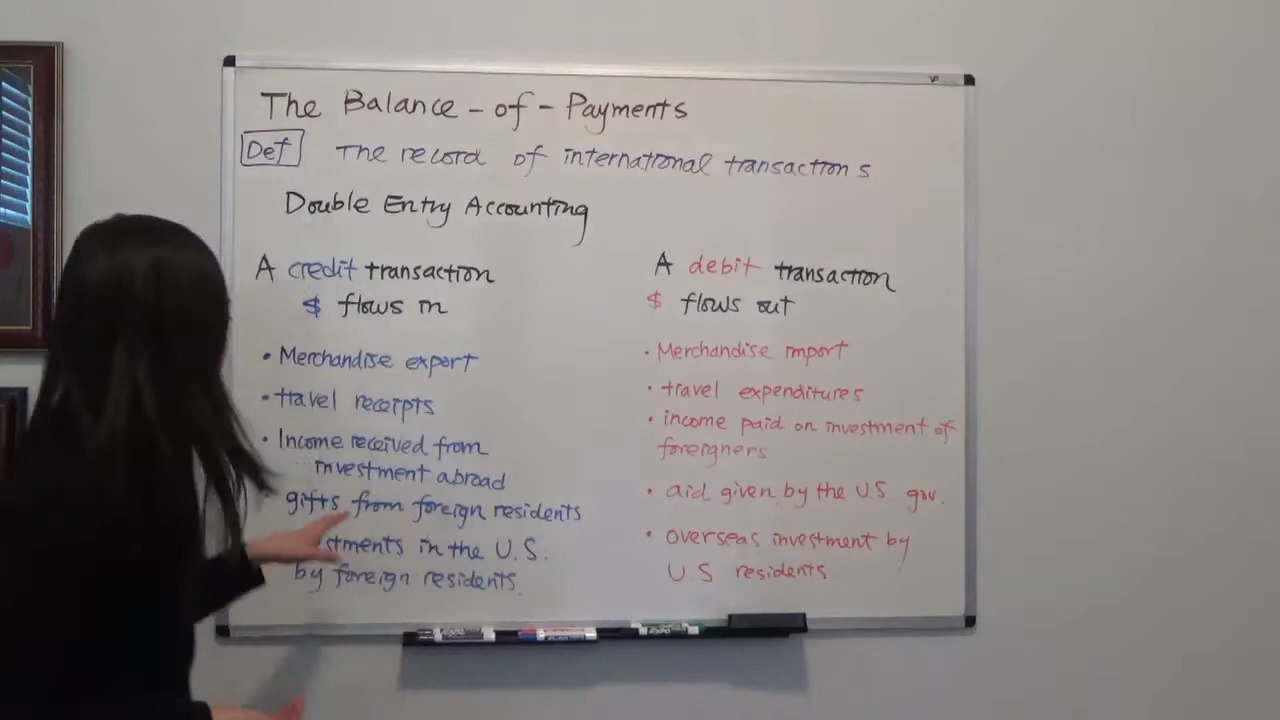 The Balance-of-Payments
Def The record of international transactions
Double Entry Accounting
A credit transaction
$ flows in
• Merchandise export
• travel receipts
• Income received from
investment abroad
• gifts from foreign residents
stments in the U.S.
by foreign residents.
A debit transaction
$ flows out
• Merchandise import
• travel expenditures
• income paid on investment of
foreigners
• aid given by the U.S gov.
• overseas investment by
U.S residents
EXPO
EXPO